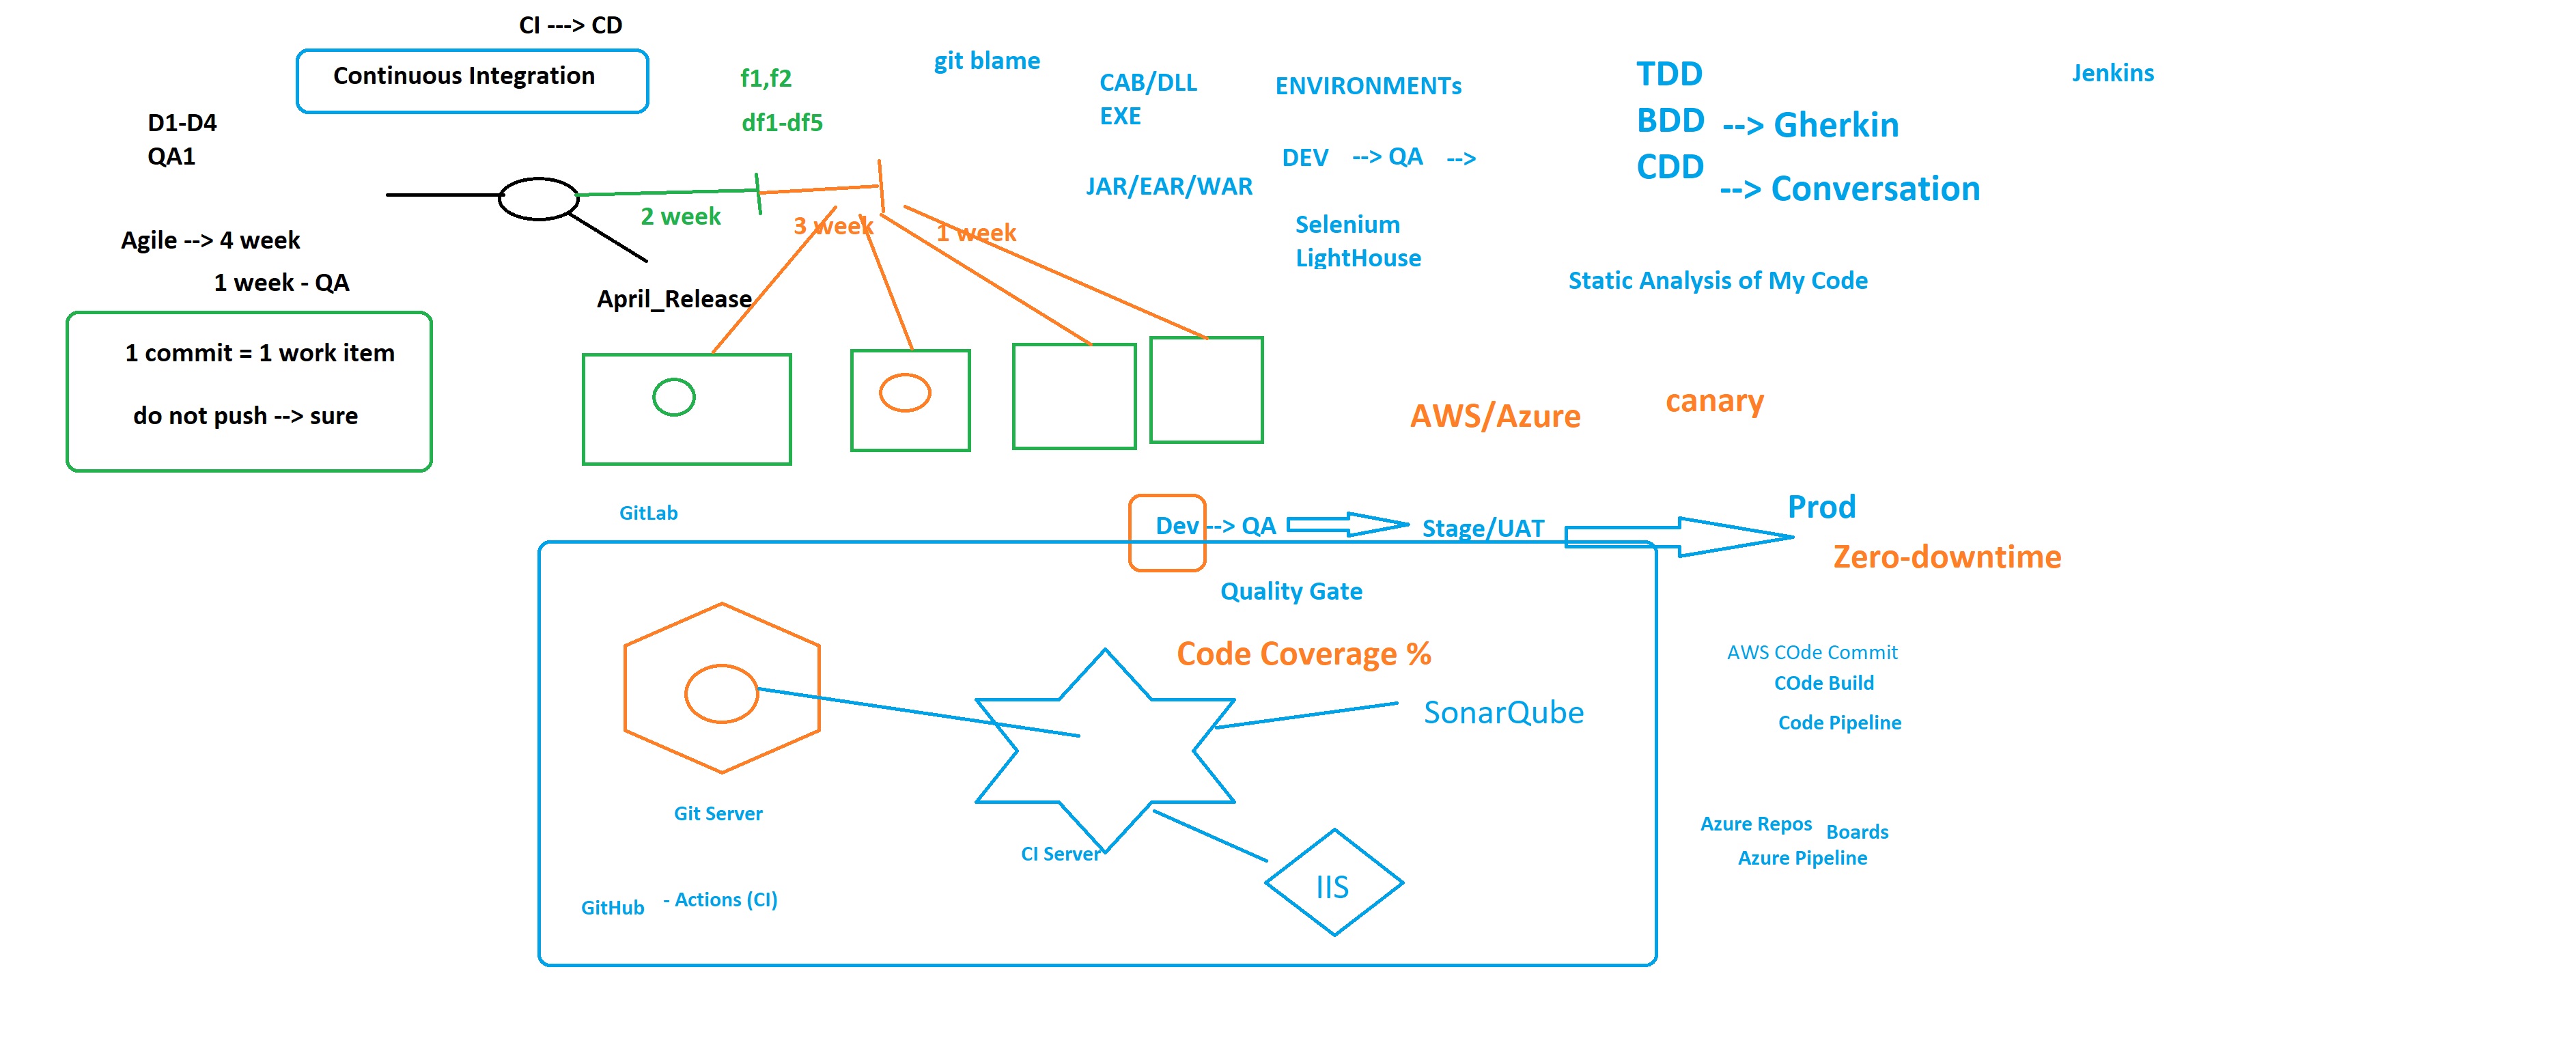 CI ---> CD
Continuous Integration
D1-D4
QA1
Agile --> 4 week
1 week - QA
1 commit = 1 work item
do not push --> sure
f1,f2
df1-df5
2 week
3 week
1 week
April_Release
git blame
CAB/DLL
EXE
JAR/EAR/WAR
ENVIRONMENTs
DEV --> QA -->
Selenium
LightHouse
TDD
BDD --> Gherkin
CDD
--> Conversation
Jenkins
Static Analysis of My Code
AWS/Azure
canary
GitLab
Dev --> QA
Stage/UAT
Prod
Zero-downtime
Quality Gate
Code Coverage %
SonarQube
Git Server
CI Server
IIS
GitHub - Actions (CI)
AWS COde Commit
COde Build
Code Pipeline
Azure Repos
Boards
Azure Pipeline